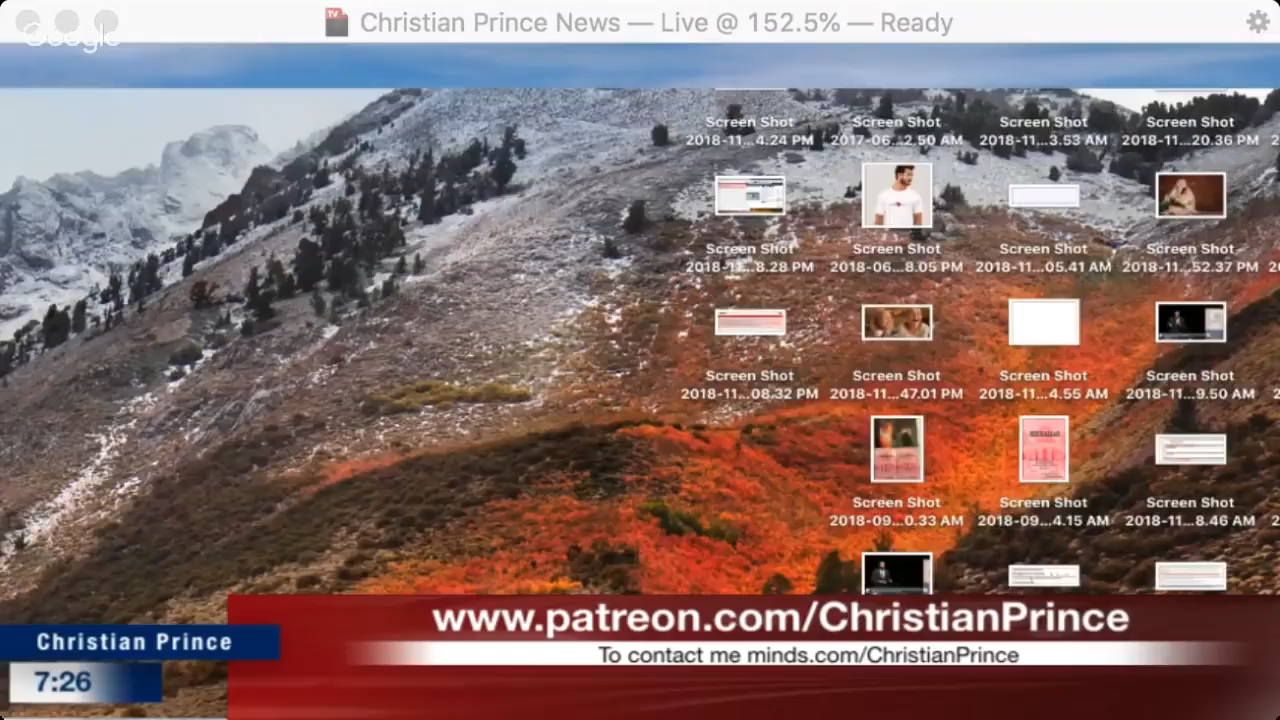 Google
Christian Prince News — Live @ 152.5% — Ready
Screen Shot
2018-11...4.24 PM
Screen Shot
2017-06...2.50 AM
Screen Shot
2018-11...3.53 AM
Screen Shot
2018-11...20.36 PM
Screen Shot
2018-11...8.28 PM
Screen Shot
2018-06...8.05 PM
Screen Shot
2018-11...05.41 AM
Screen Shot
2018-11...52.37 PM
Screen Shot
2018-11...08.32 PM
Screen Shot
2018-11...47.01 PM
Screen Shot
2018-11...4.55 AM
Screen Shot
2018-11...9.50 AM
Screen Shot
2018-09...0.33 AM
Screen Shot
2018-09...4.15 AM
Screen Shot
2018-11...8.46 AM
www.patreon.com/ChristianPrince
To contact me minds.com/ChristianPrince
Christian Prince
7:26